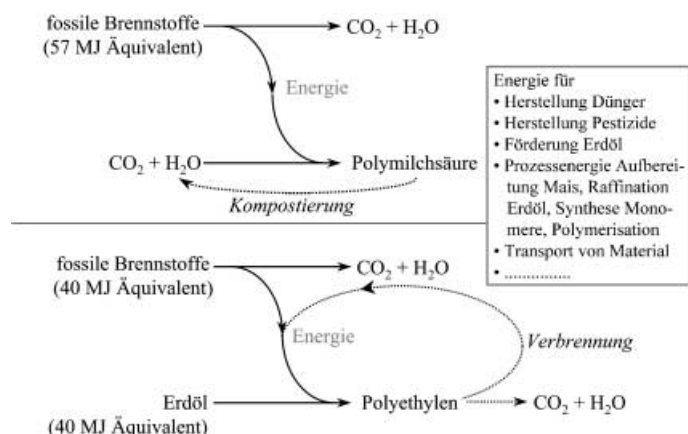 fossile Brennstoffe
(57 MJ Äquivalent)
CO2 + H2O
Energie
CO2 + H2O
Polymilchsäure
Kompostierung
Energie für
• Herstellung Dünger
• Herstellung Pestizide
• Förderung Erdöl
• Prozessenergie Aufberei-
tung Mais, Raffination
Erdöl, Synthese Mono-
mere, Polymerisation
• Transport von Material
• ...............
fossile Brennstoffe
(40 MJ Äquivalent)
CO2 + H2O
Energie
Verbrennung
Erdöl
(40 MJ Äquivalent)
Polyethylen
CO2 + H2O